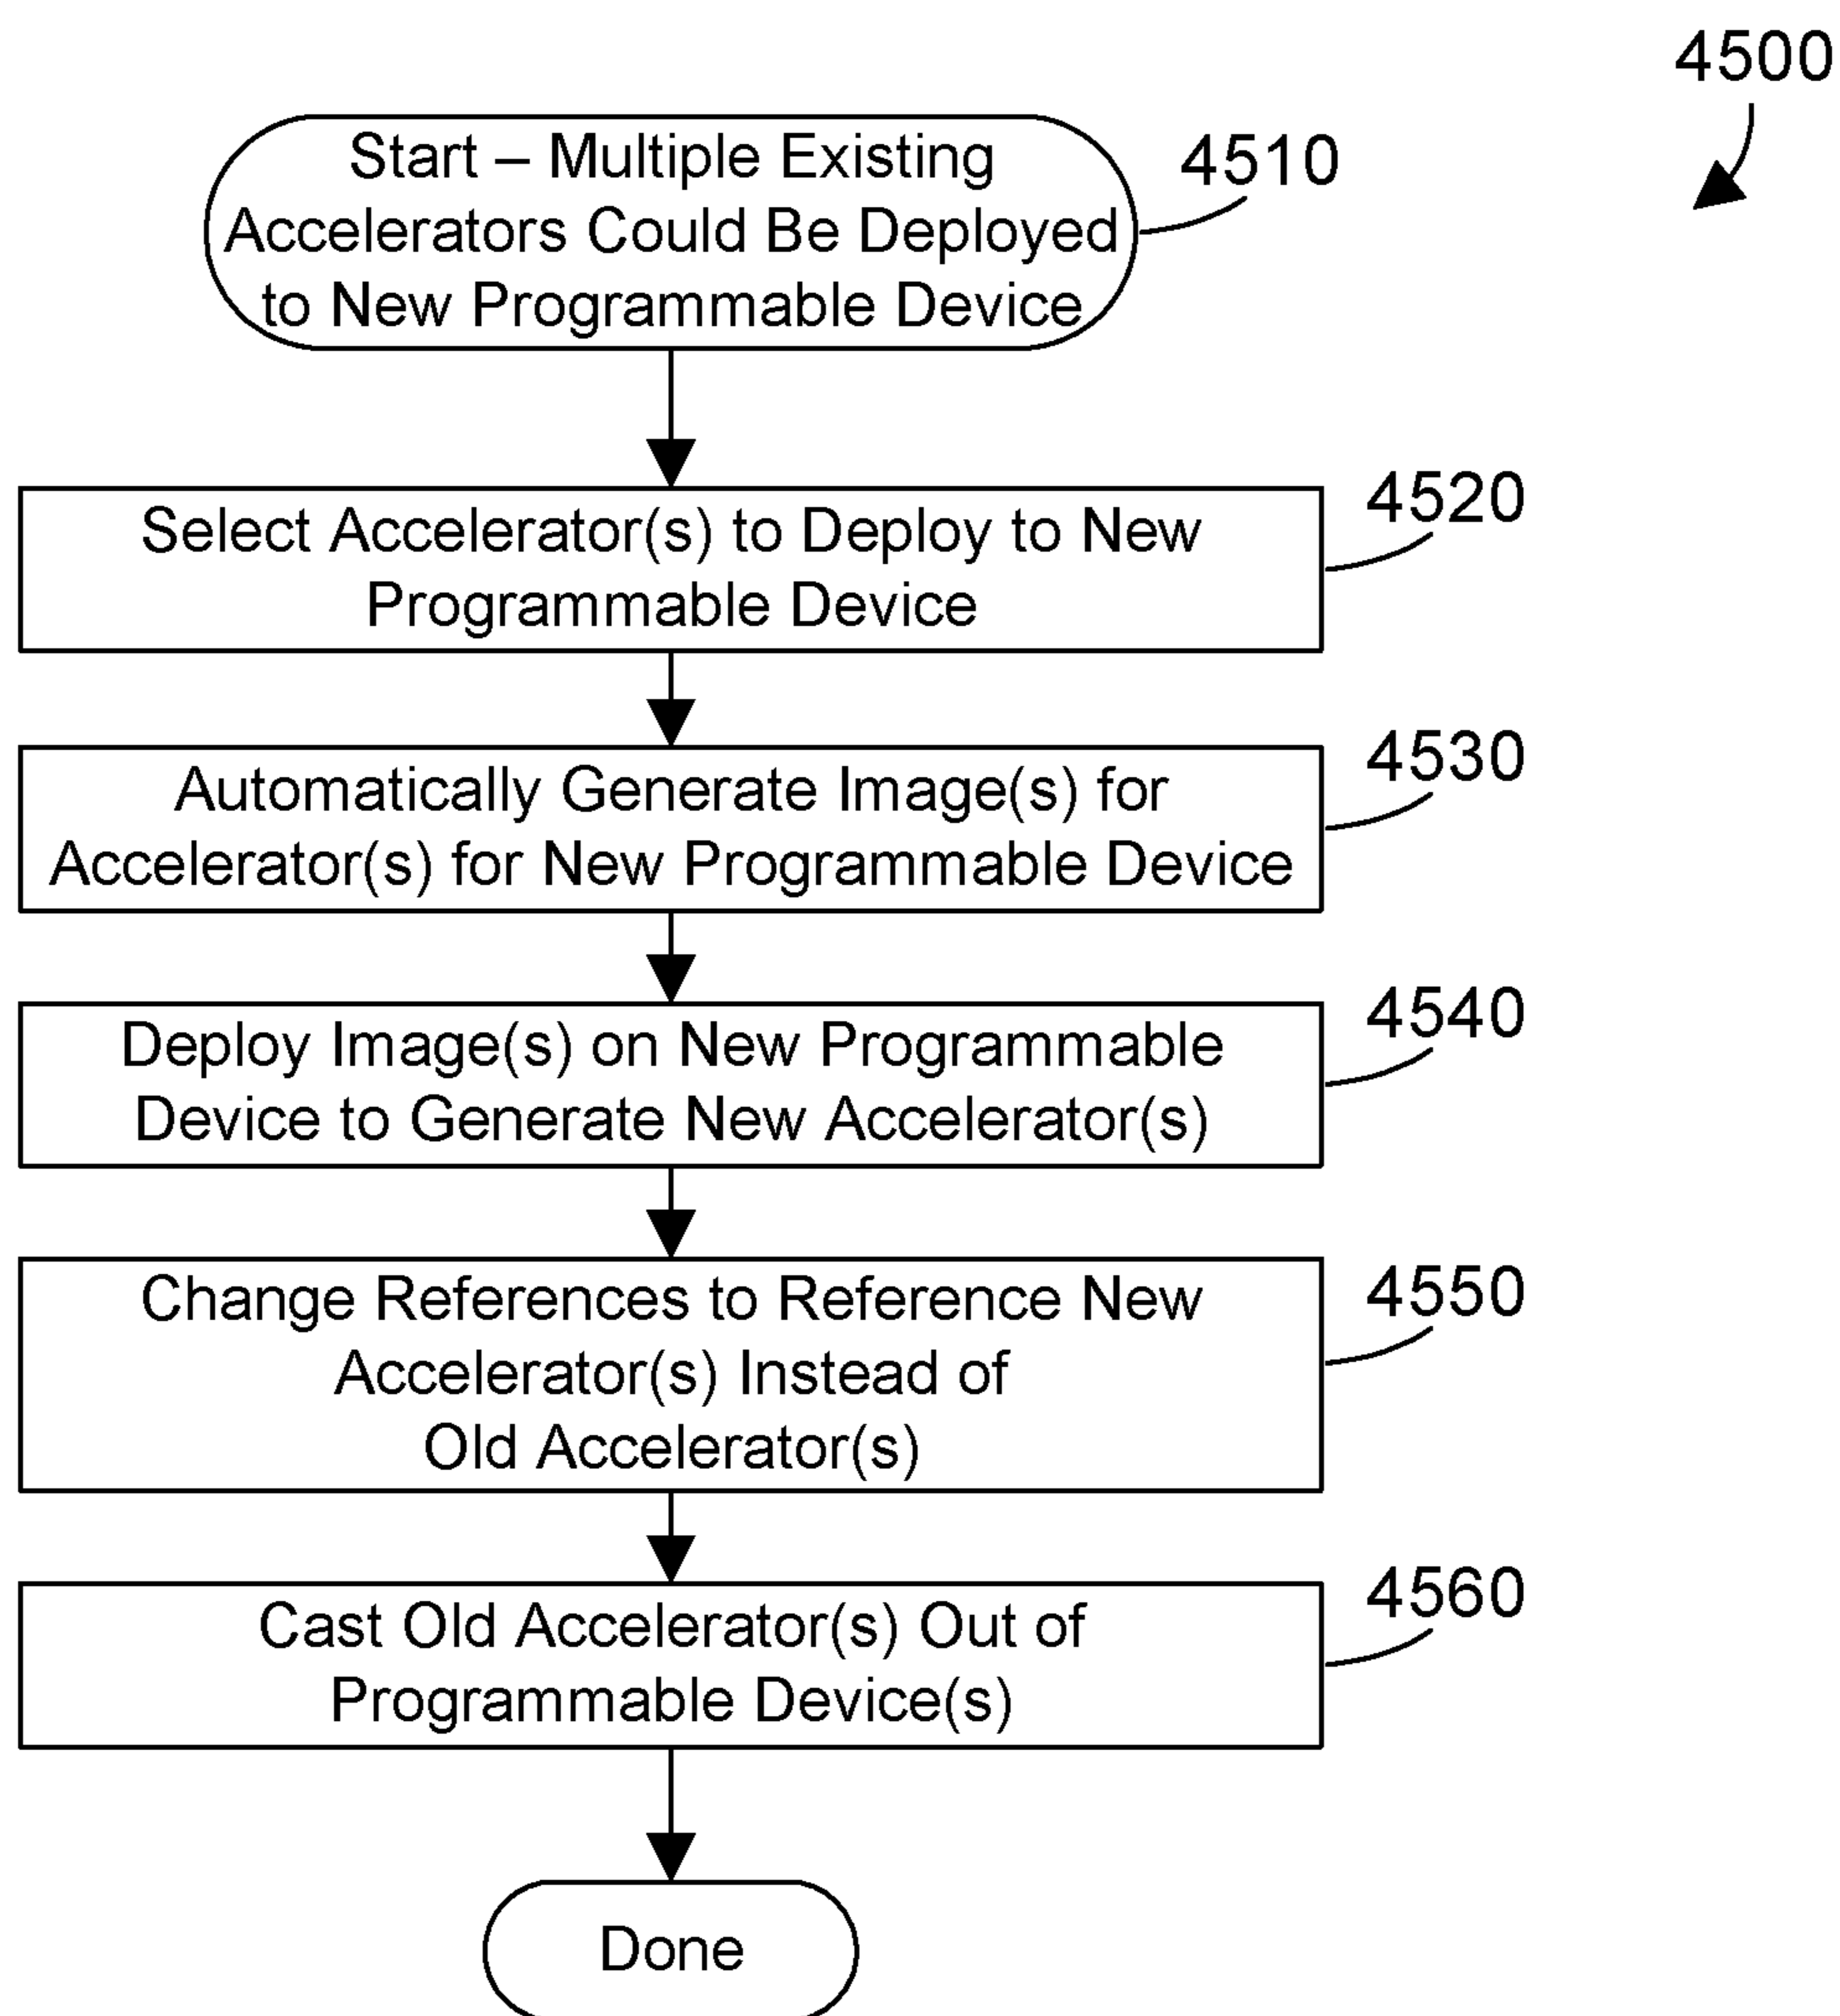 4500
Start – Multiple Existing
Accelerators Could Be Deployed
to New Programmable Device
4510
Select Accelerator(s) to Deploy to New
Programmable Device
4520
Automatically Generate Image(s) for
Accelerator(s) for New Programmable Device
4530
Deploy Image(s) on New Programmable
Device to Generate New Accelerator(s)
4540
Change References to Reference New
Accelerator(s) Instead of
Old Accelerator(s)
4550
Cast Old Accelerator(s) Out of
Programmable Device(s)
4560
Done